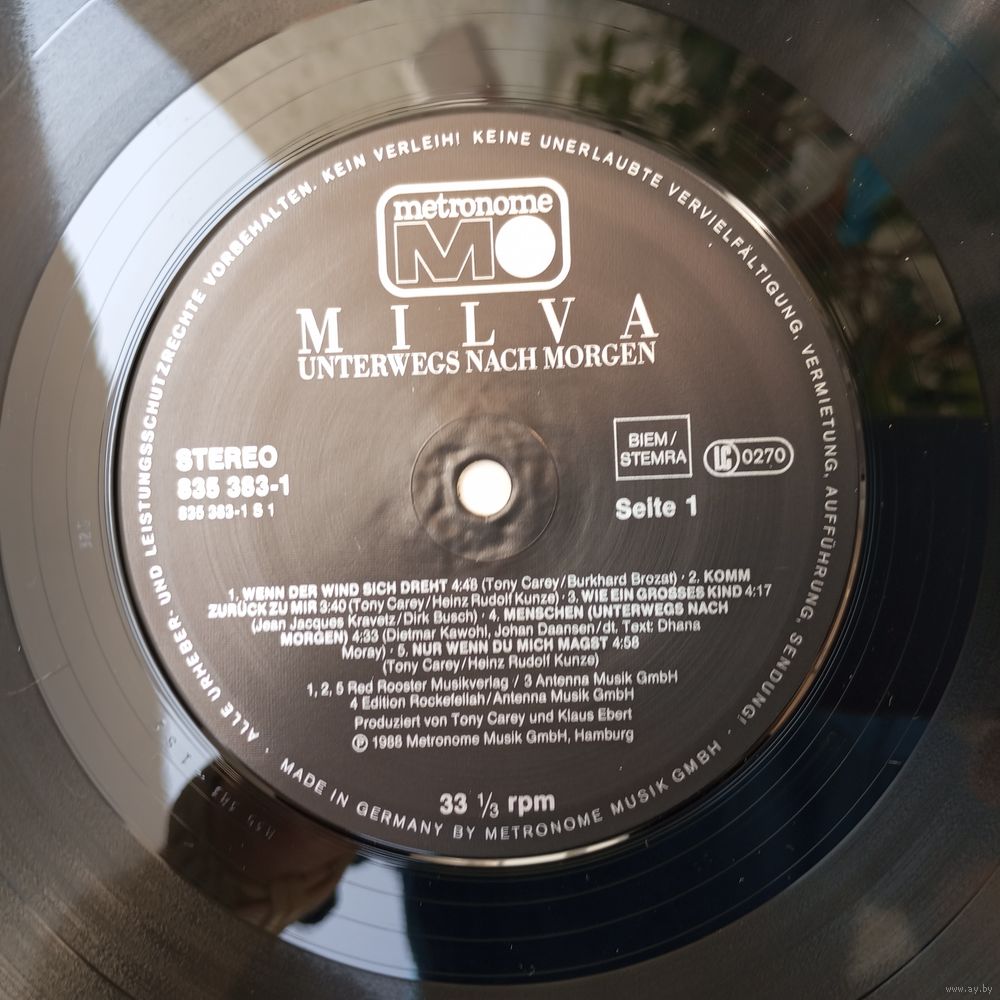 ALLE URHEBER- UND LEISTUNGSSCHUTZRECHTE VORBEHALTEN. KEIN VERLEIH! KEINE UNERLAUBTE VERVIELFÄLTIGUNG, VERMIETUNG, AUFFÜHRUNG, SENDUNG!
metronome
MILVA
UNTERWEGS NACH MORGEN
STEREO
835 383-1
835 383-1 S 1
BIEM/
STEMRA
LC 0270
Seite 1
1. WENN DER WIND SICH DREHT 4:48 (Tony Carey/Burkhard Brozat) · 2. KOMM
ZURÜCK ZU MIR 3:40 (Tony Carey/Heinz Rudolf Kunze) · 3. WIE EIN GROSSES KIND 4:17
(Jean Jacques Kravetz/Dirk Busch) · 4. MENSCHEN (UNTERWEGS NACH
MORGEN) 4:33 (Dietmar Kawohl, Johan Daansen/dt. Text: Dhana
Moray) · 5. NUR WENN DU MICH MAGST 4:58
(Tony Carey/Heinz Rudolf Kunze)
1, 2, 5 Red Rooster Musikverlag / 3 Antenna Musik GmbH
4 Edition Rockefellah/Antenna Musik GmbH
Produziert von Tony Carey und Klaus Ebert
℗ 1988 Metronome Musik GmbH, Hamburg
33 1/3 rpm
· MADE IN GERMANY BY METRONOME MUSIK GMBH ·
www.ay.by